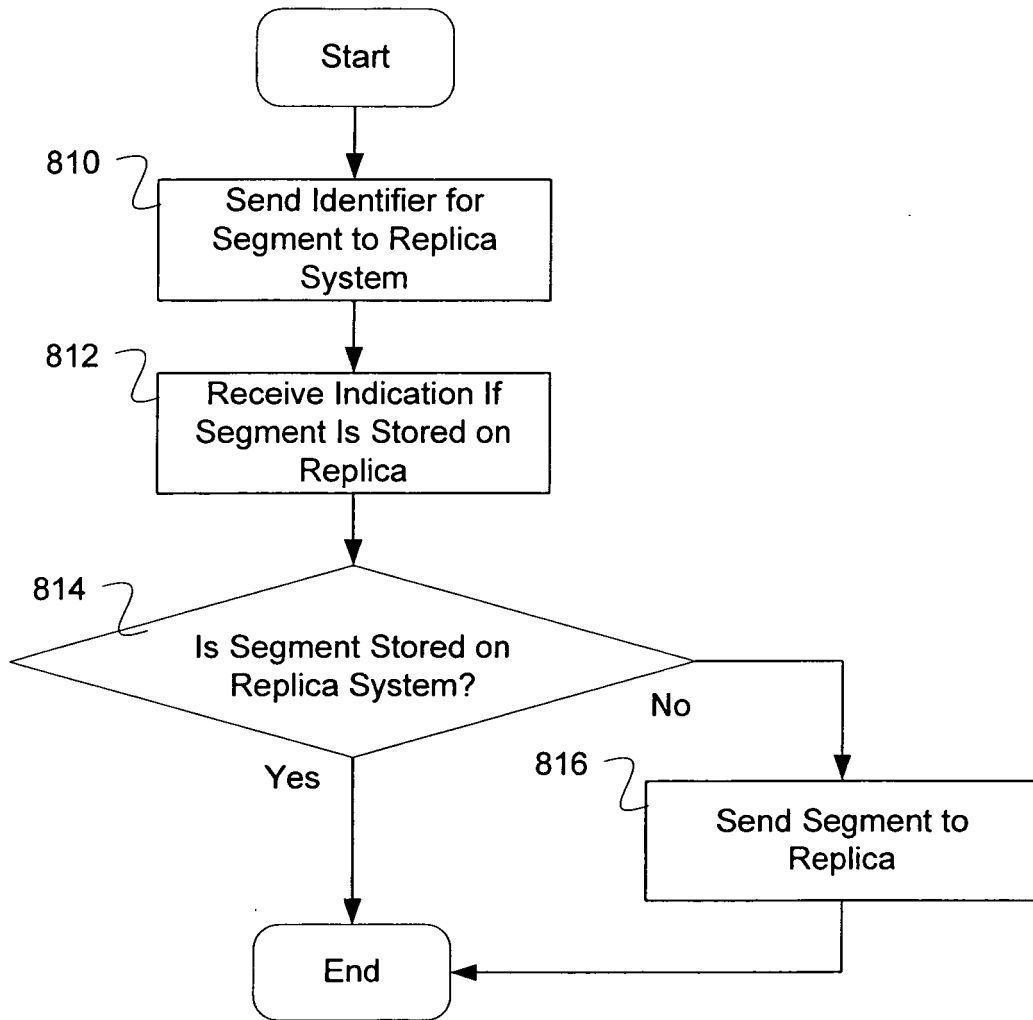 Start
810
Send Identifier for
Segment to Replica
System
812
Receive Indication If
Segment Is Stored on
Replica
814
Is Segment Stored on
Replica System?
No
Yes
816
Send Segment to
Replica
End